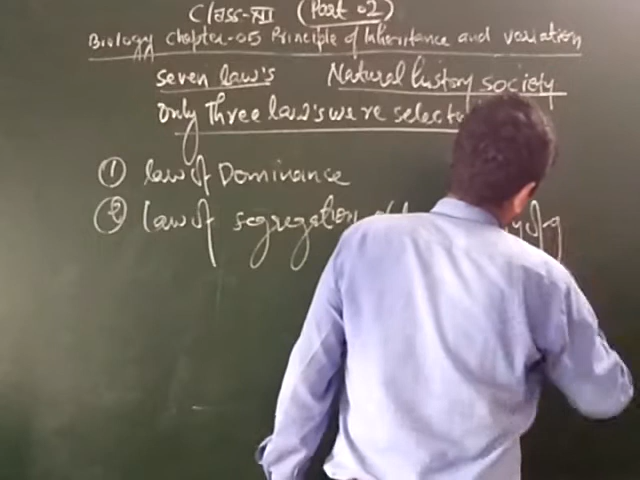 Class-XII (Part 02)
Biology Chapter-05 Principle of Inheritance and variation
seven law's Natural history society
only Three law's were select
① law of Dominance
② law of segregation